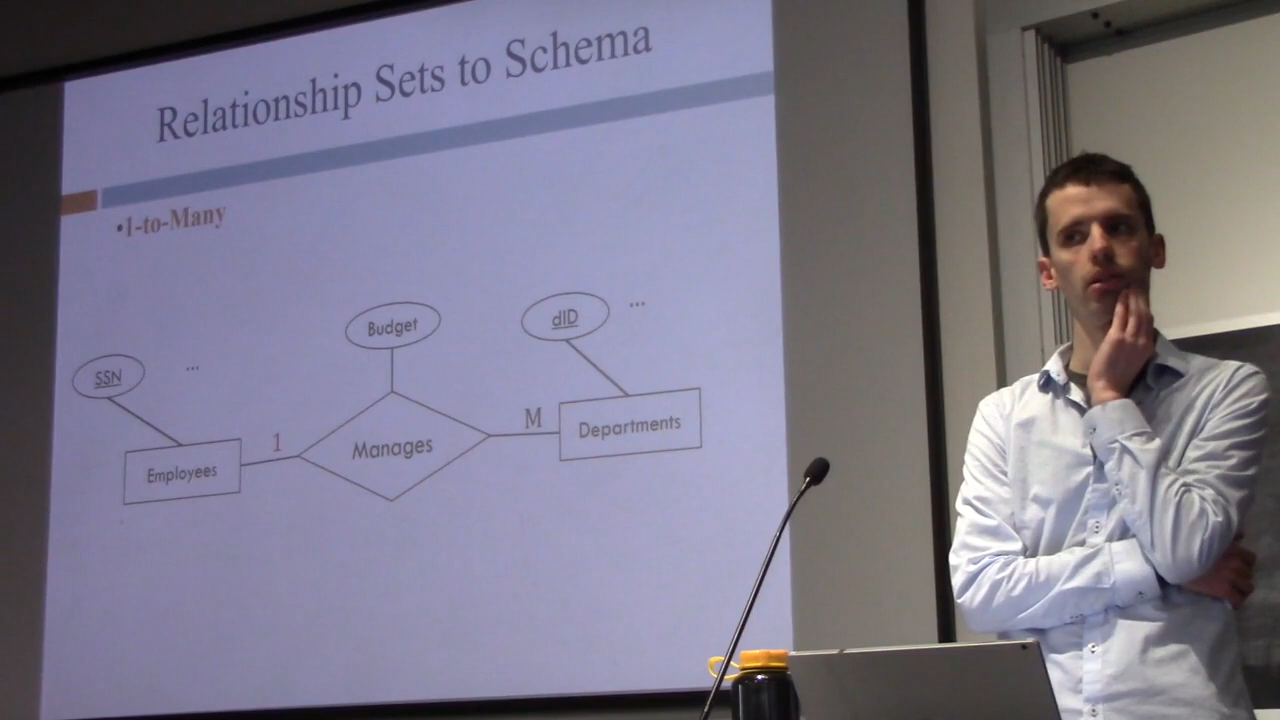 Relationship Sets to Schema
•1-to-Many
Budget
dID
...
SSN
...
1
M
Manages
Departments
Employees